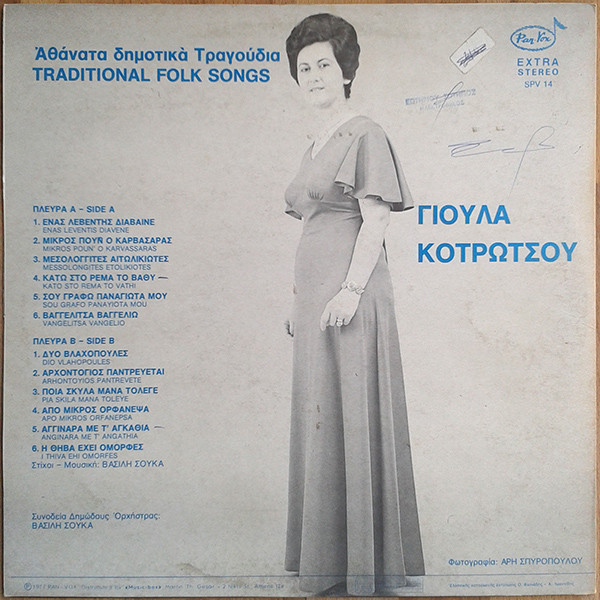 Ἀθάνατα δημοτικὰ Τραγούδια
TRADITIONAL FOLK SONGS
Pan-Vox
EXTRA
STEREO
SPV 14
ΓΙΟΥΛΑ
ΚΟΤΡΩΤΣΟΥ
ΠΛΕΥΡΑ Α – SIDE A
1. ΕΝΑΣ ΛΕΒΕΝΤΗΣ ΔΙΑΒΑΙΝΕ
ENAS LEVENTIS DIAVENE
2. ΜΙΚΡΟΣ ΠΟΥΝ Ο ΚΑΡΒΑΣΑΡΑΣ
MIKROS POUN' O KARVASSARAS
3. ΜΕΣΟΛΟΓΓΙΤΕΣ ΑΙΤΩΛΙΚΙΩΤΕΣ
MESSOLONGITES ETOLIKIOTES
4. ΚΑΤΩ ΣΤΟ ΡΕΜΑ ΤΟ ΒΑΘΥ
KATO STO REMA TO VATHI
5. ΣΟΥ ΓΡΑΦΩ ΠΑΝΑΓΙΩΤΑ ΜΟΥ
SOU GRAFO PANAYIOTA MOU
6. ΒΑΓΓΕΛΙΤΣΑ ΒΑΓΓΕΛΙΩ
VANGELITSA VANGELIO
ΠΛΕΥΡΑ Β – SIDE B
1. ΔΥΟ ΒΛΑΧΟΠΟΥΛΕΣ
DIO VLAHOPOULES
2. ΑΡΧΟΝΤΟΓΙΟΣ ΠΑΝΤΡΕΥΕΤΑΙ
ARHONTOYIOS PANTREVETE
3. ΠΟΙΑ ΣΚΥΛΑ ΜΑΝΑ ΤΟΛΕΓΕ
PIA SKILA MANA TOLEYE
4. ΑΠΟ ΜΙΚΡΟΣ ΟΡΦΑΝΕΨΑ
APO MIKROS ORFANEPSA
5. ΑΓΓΙΝΑΡΑ ΜΕ Τ' ΑΓΚΑΘΙΑ
ANGINARA ME T' ANGATHIA
6. Η ΘΗΒΑ ΕΧΕΙ ΟΜΟΡΦΕΣ
I THIVA EHI OMORFES
Στίχοι – Μουσική: ΒΑΣΙΛΗ ΣΟΥΚΑ
Συνοδεία Δημώδους Ὀρχήστρας:
ΒΑΣΙΛΗ ΣΟΥΚΑ
Φωτογραφία: ΑΡΗ ΣΠΥΡΟΠΟΥΛΟΥ